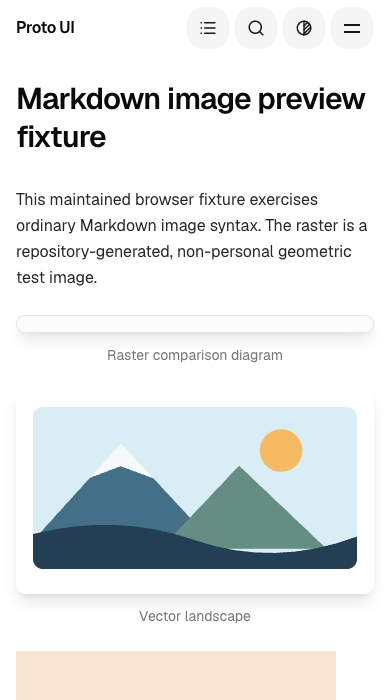 Proto UI
Markdown image preview
fixture
This maintained browser fixture exercises
ordinary Markdown image syntax. The raster is a
repository-generated, non-personal geometric
test image.
Raster comparison diagram
Vector landscape